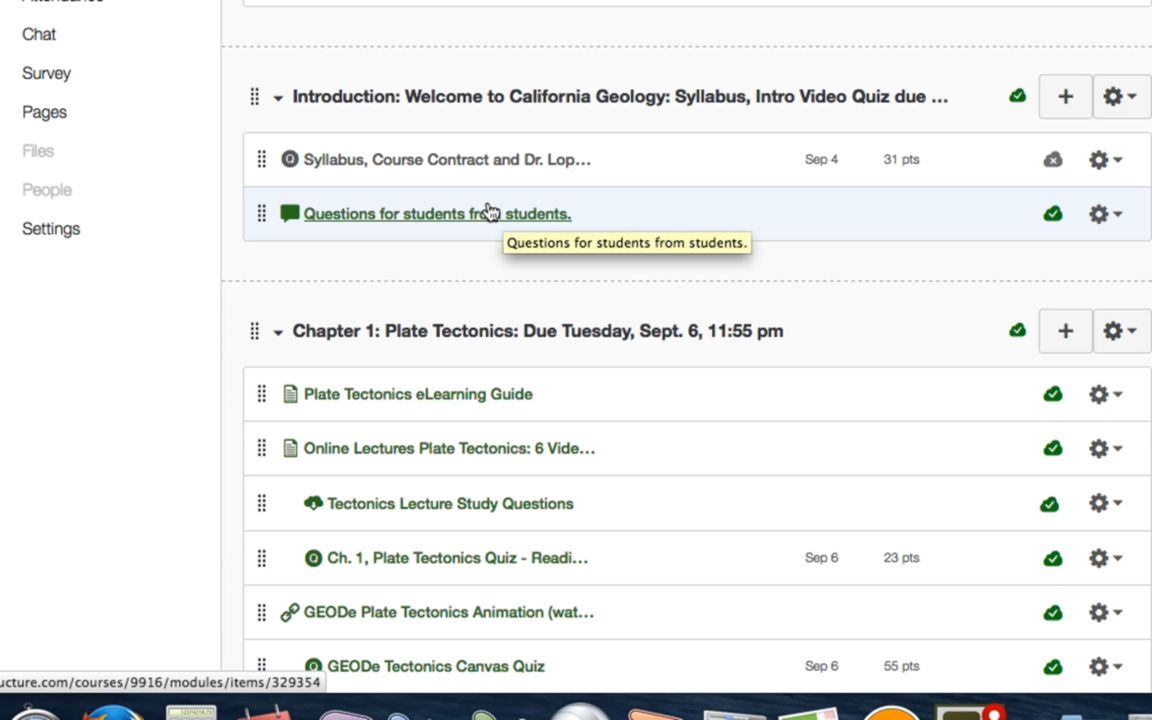 Chat
Survey
Pages
Files
People
Settings
Introduction: Welcome to California Geology: Syllabus, Intro Video Quiz due ...
Syllabus, Course Contract and Dr. Lop... Sep 4 31 pts
Questions for students from students.
Questions for students from students.
Chapter 1: Plate Tectonics: Due Tuesday, Sept. 6, 11:55 pm
Plate Tectonics eLearning Guide
Online Lectures Plate Tectonics: 6 Vide...
Tectonics Lecture Study Questions
Ch. 1, Plate Tectonics Quiz - Readi... Sep 6 23 pts
GEODe Plate Tectonics Animation (wat...
GEODe Tectonics Canvas Quiz Sep 6 55 pts
ucture.com/courses/9916/modules/items/329354